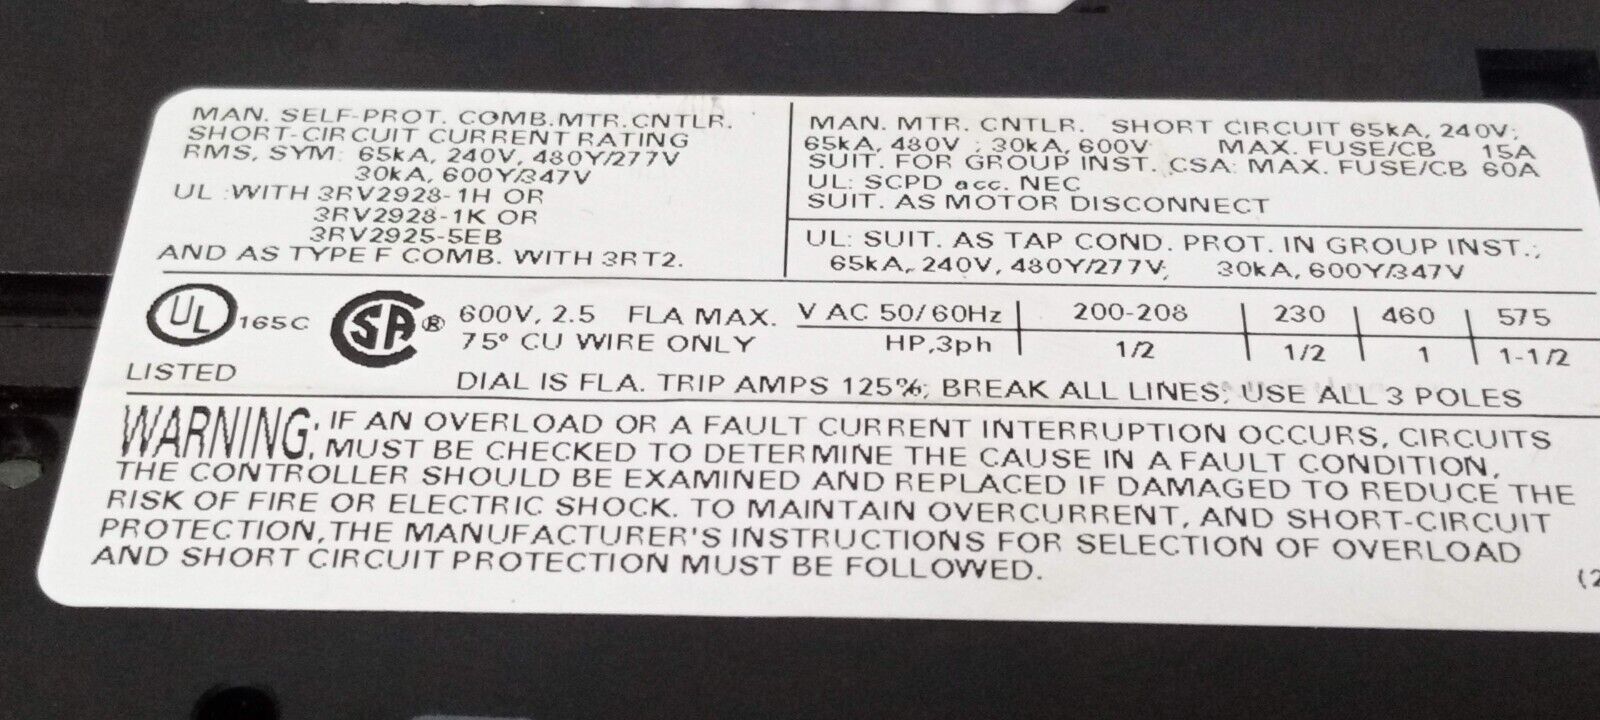 MAN. SELF-PROT. COMB.MTR.CNTLR.
SHORT-CIRCUIT CURRENT RATING
RMS, SYM: 65kA, 240V, 480Y/277V
30kA, 600Y/347V
UL :WITH 3RV2928-1H OR
3RV2928-1K OR
3RV2925-5EB
AND AS TYPE F COMB. WITH 3RT2.
MAN. MTR. CNTLR. SHORT CIRCUIT 65kA, 240V;
65kA, 480V ; 30kA, 600V MAX. FUSE/CB 15A
SUIT. FOR GROUP INST. CSA: MAX. FUSE/CB 60A
UL: SCPD acc. NEC
SUIT. AS MOTOR DISCONNECT
UL: SUIT. AS TAP COND. PROT. IN GROUP INST.:
65kA, 240V, 480Y/277V; 30kA, 600Y/347V
UL 165C
LISTED
SA ®
600V, 2.5 FLA MAX.
75° CU WIRE ONLY
V AC 50/60Hz 200-208 230 460 575
HP,3ph 1/2 1/2 1 1-1/2
DIAL IS FLA. TRIP AMPS 125%; BREAK ALL LINES; USE ALL 3 POLES
WARNING: IF AN OVERLOAD OR A FAULT CURRENT INTERRUPTION OCCURS, CIRCUITS
MUST BE CHECKED TO DETERMINE THE CAUSE IN A FAULT CONDITION,
THE CONTROLLER SHOULD BE EXAMINED AND REPLACED IF DAMAGED TO REDUCE THE
RISK OF FIRE OR ELECTRIC SHOCK. TO MAINTAIN OVERCURRENT, AND SHORT-CIRCUIT
PROTECTION, THE MANUFACTURER'S INSTRUCTIONS FOR SELECTION OF OVERLOAD
AND SHORT CIRCUIT PROTECTION MUST BE FOLLOWED.
(2